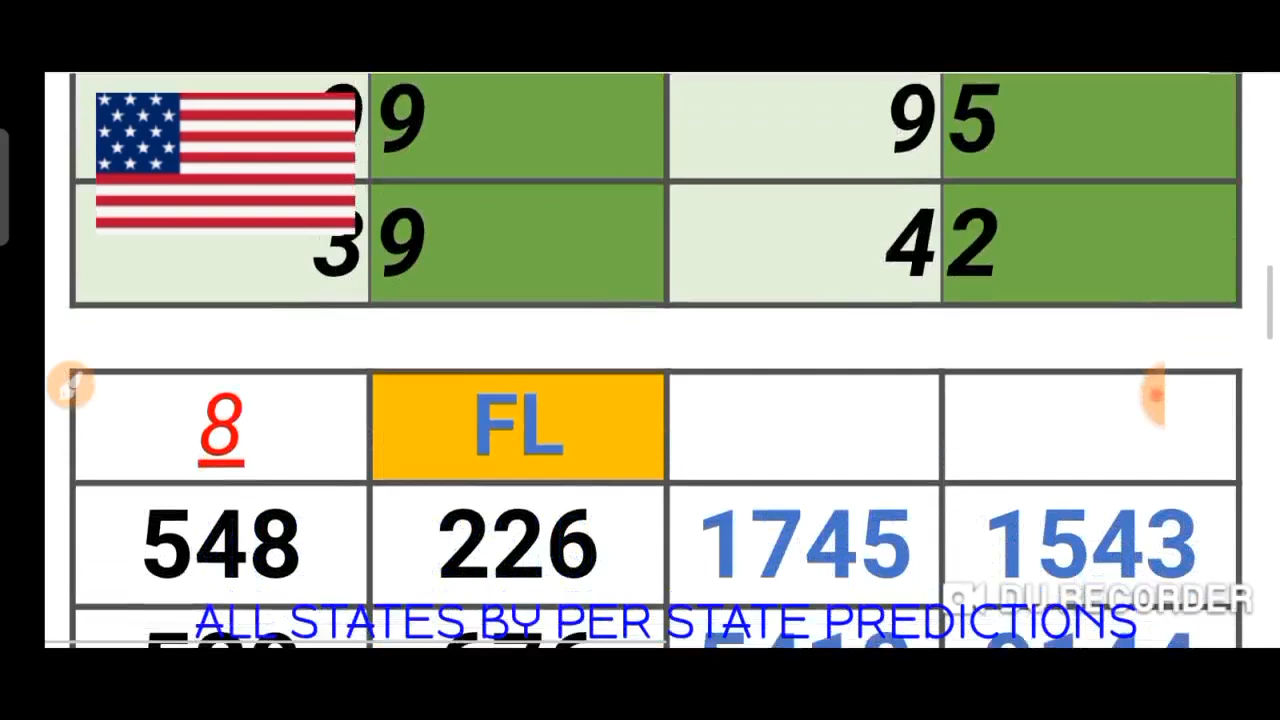 9 95
39 42
8 FL
548 226 1745 1543
DU RECORDER
ALL STATES BY PER STATE PREDICTIONS